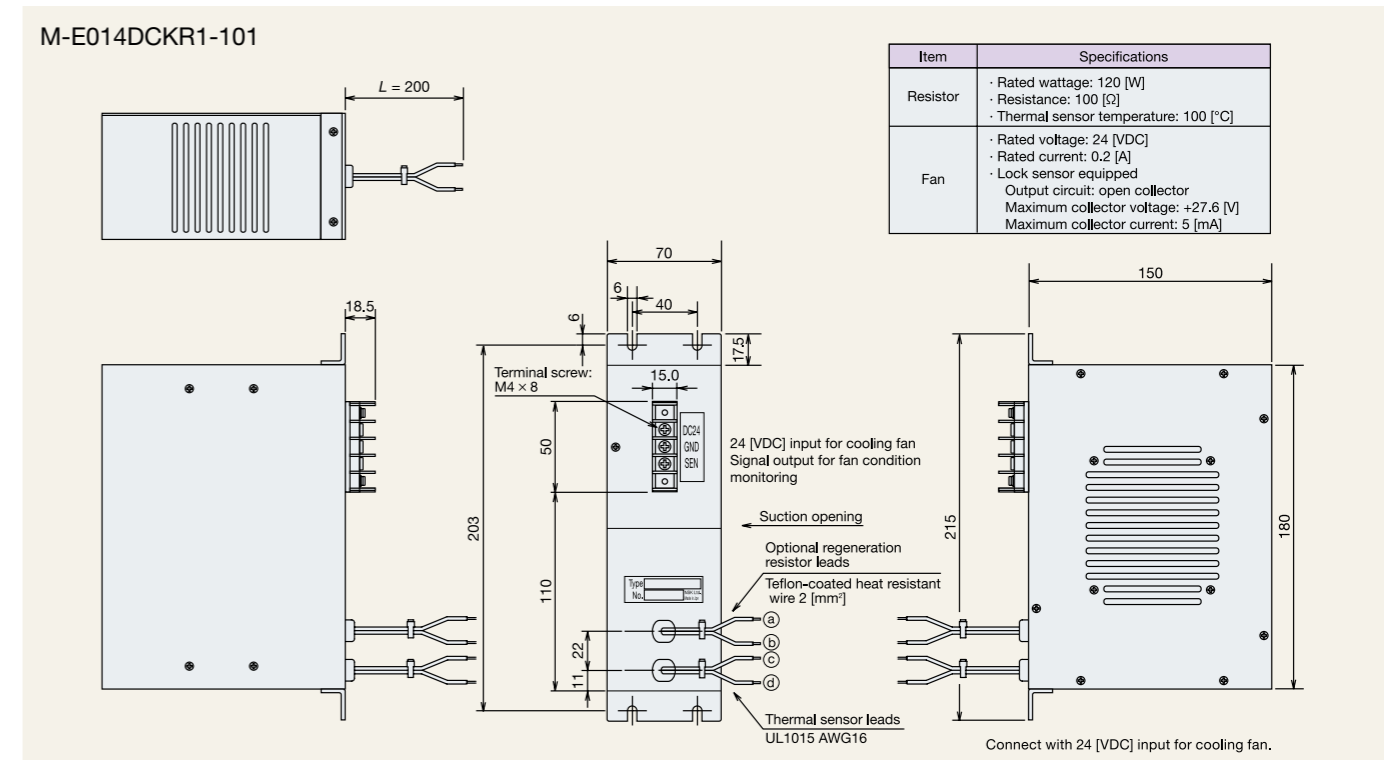 M-E014DCKR1-101
Item
Specifications
Resistor
· Rated wattage: 120 [W]
· Resistance: 100 [Ω]
· Thermal sensor temperature: 100 [°C]
Fan
· Rated voltage: 24 [VDC]
· Rated current: 0.2 [A]
· Lock sensor equipped
Output circuit: open collector
Maximum collector voltage: +27.6 [V]
Maximum collector current: 5 [mA]
L = 200
18.5
70
6
40
6
17.5
Terminal screw:
M4 × 8
15.0
DC24
GND
SEN
50
24 [VDC] input for cooling fan
Signal output for fan condition
monitoring
203
110
Suction opening
Optional regeneration
resistor leads
Teflon-coated heat resistant
wire 2 [mm²]
Type
No.
NSK Ltd.
a
b
c
d
22
11
Thermal sensor leads
UL1015 AWG16
150
215
180
Connect with 24 [VDC] input for cooling fan.